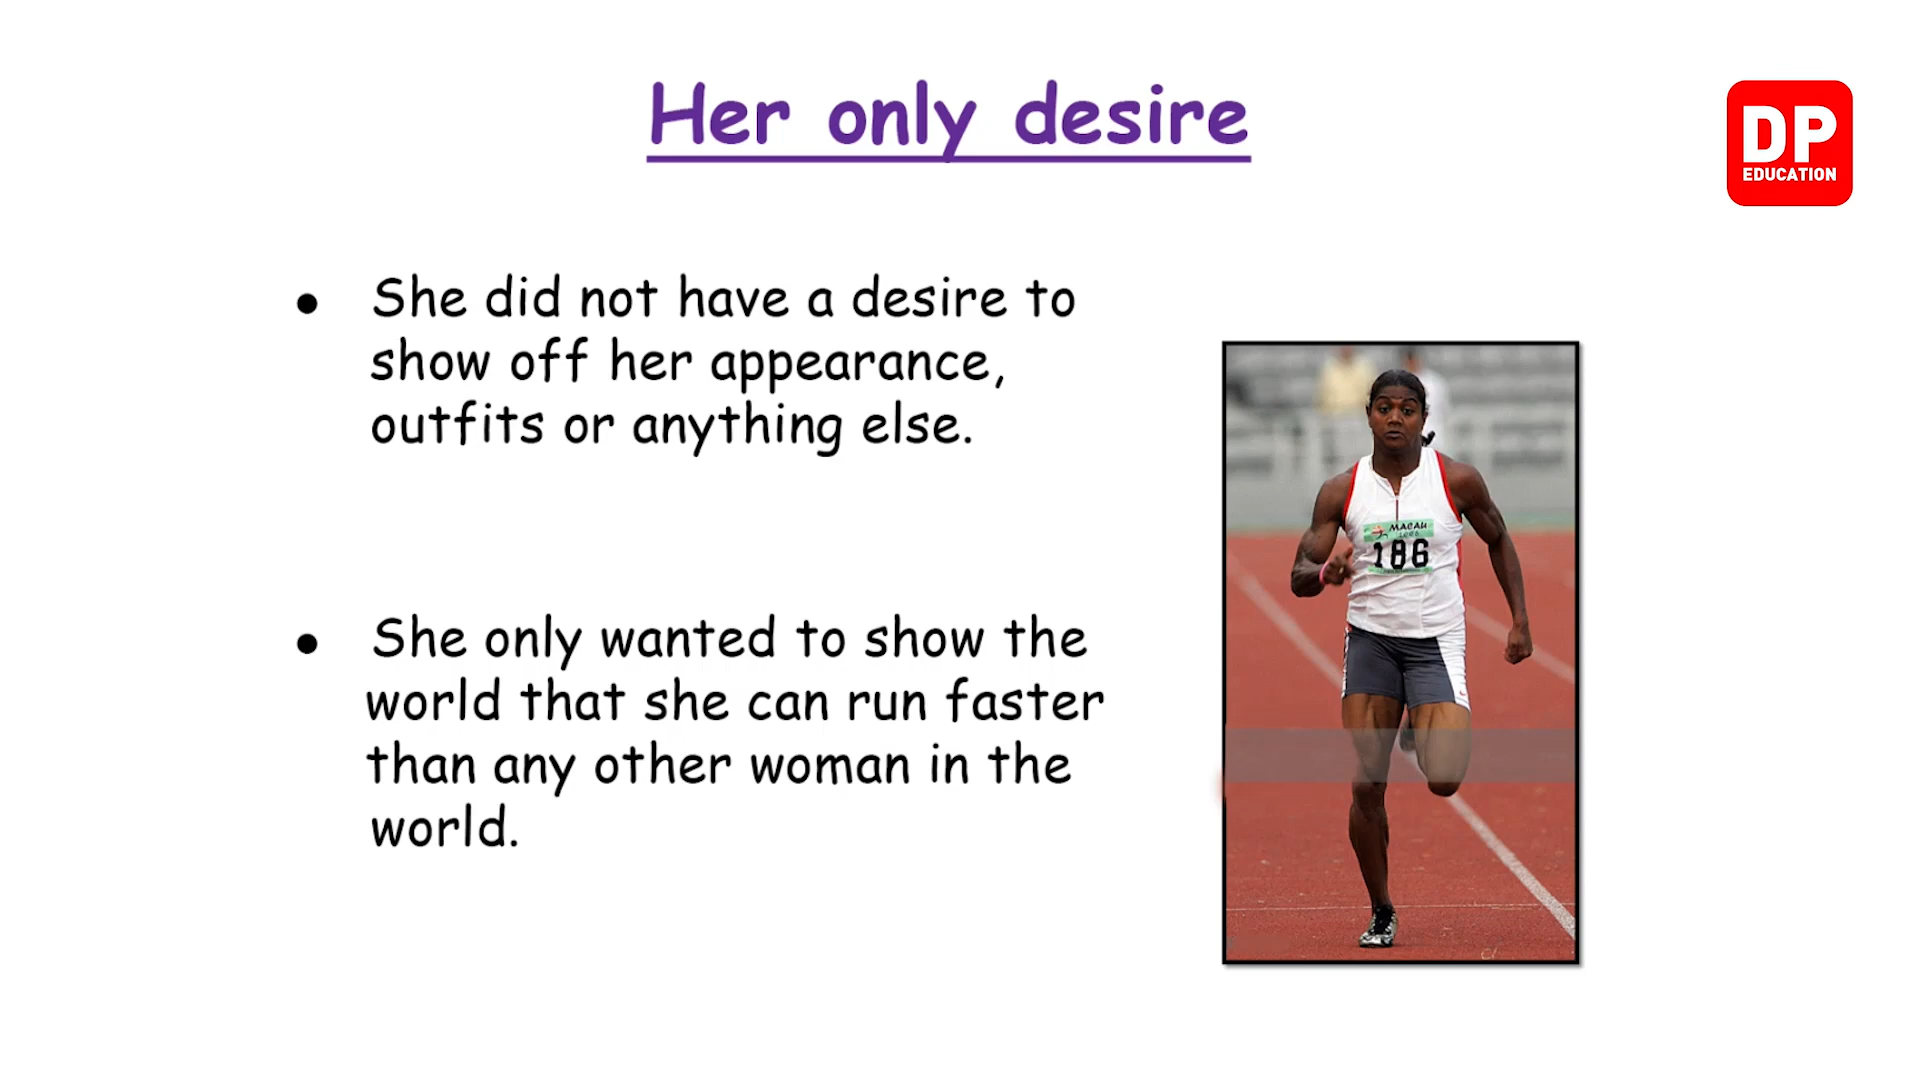 Her only desire
DP
EDUCATION
• She did not have a desire to
show off her appearance,
outfits or anything else.
• She only wanted to show the
world that she can run faster
than any other woman in the
world.
MACAU
186